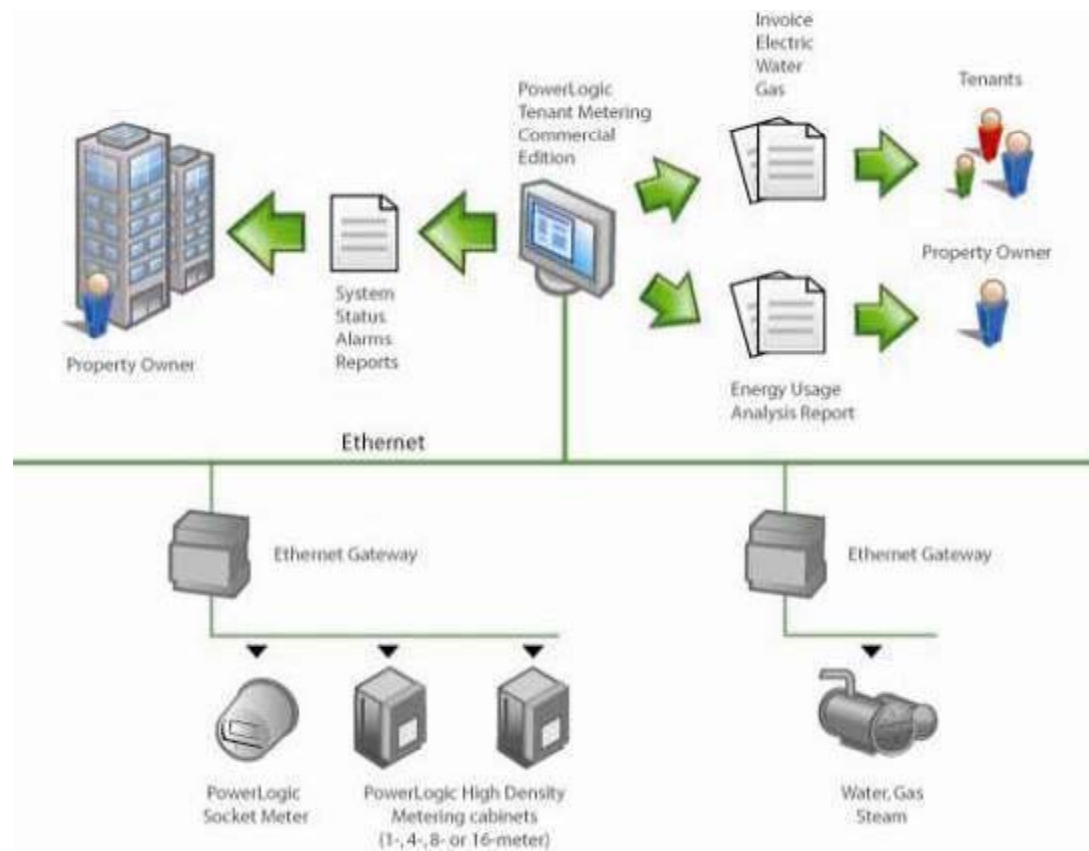 Invoice
Electric
Water
Gas
Tenants
PowerLogic
Tenant Metering
Commercial
Edition
Property Owner
System
Status
Alarms
Reports
Property Owner
Energy Usage
Analysis Report
Ethernet
Ethernet Gateway
Ethernet Gateway
PowerLogic
Socket Meter
PowerLogic High Density
Metering cabinets
(1-, 4-, 8- or 16-meter)
Water, Gas
Steam